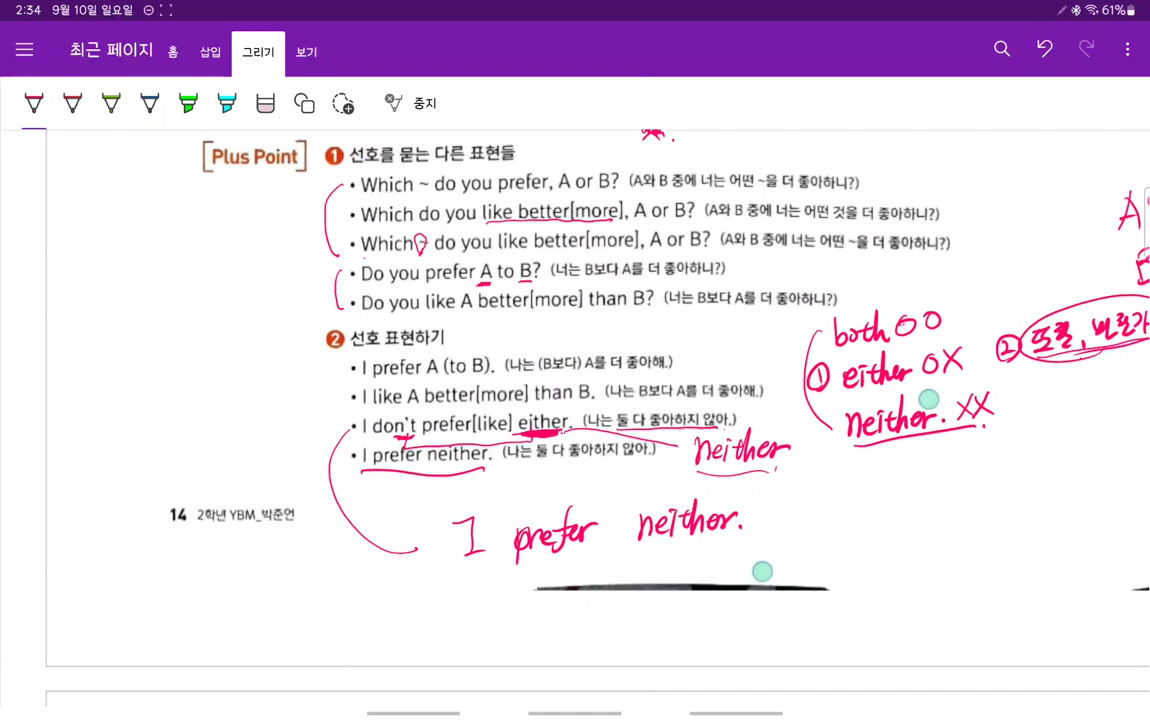 2:34 9월 10일 일요일 61%
최근 페이지 홈 삽입 그리기 보기
중지
[Plus Point] ❶ 선호를 묻는 다른 표현들
• Which ~ do you prefer, A or B? (A와 B 중에 너는 어떤 ~을 더 좋아하니?)
• Which do you like better[more], A or B? (A와 B 중에 너는 어떤 것을 더 좋아하니?)
• Which ~ do you like better[more], A or B? (A와 B 중에 너는 어떤 ~을 더 좋아하니?)
• Do you prefer A to B? (너는 B보다 A를 더 좋아하니?)
• Do you like A better[more] than B? (너는 B보다 A를 더 좋아하니?)
❷ 선호 표현하기
• I prefer A (to B). (나는 (B보다) A를 더 좋아해.)
• I like A better[more] than B. (나는 B보다 A를 더 좋아해.)
• I don't prefer[like] either. (나는 둘 다 좋아하지 않아.)
• I prefer neither. (나는 둘 다 좋아하지 않아.)
neither
I prefer neither.
both O O
① either O X
neither. X X
A
②
14 2학년 YBM_박준언